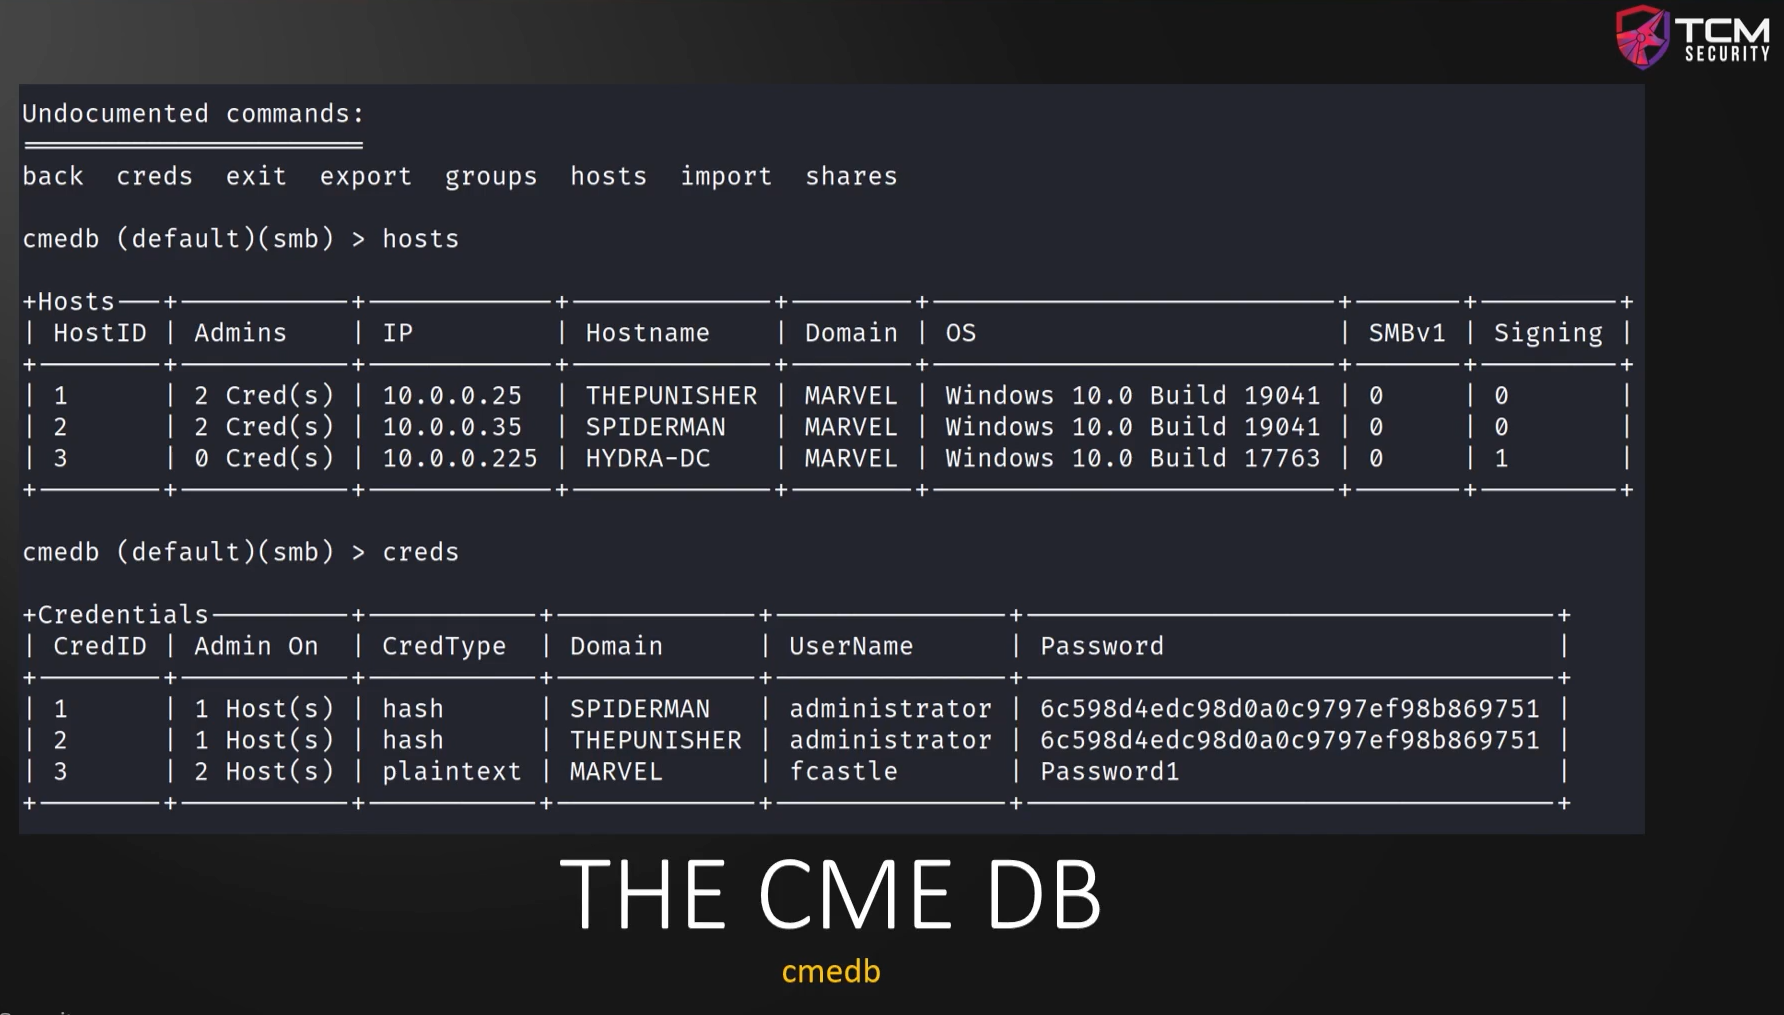 TCM
SECURITY
Undocumented commands:
======================
back  creds  exit  export  groups  hosts  import  shares
cmedb (default)(smb) > hosts
+Hosts---+-----------+------------+-------------+--------+--------------------------+-------+---------+
| HostID | Admins    | IP         | Hostname    | Domain | OS                       | SMBv1 | Signing |
+--------+-----------+------------+-------------+--------+--------------------------+-------+---------+
| 1      | 2 Cred(s) | 10.0.0.25  | THEPUNISHER | MARVEL | Windows 10.0 Build 19041 | 0     | 0       |
| 2      | 2 Cred(s) | 10.0.0.35  | SPIDERMAN   | MARVEL | Windows 10.0 Build 19041 | 0     | 0       |
| 3      | 0 Cred(s) | 10.0.0.225 | HYDRA-DC    | MARVEL | Windows 10.0 Build 17763 | 0     | 1       |
+--------+-----------+------------+-------------+--------+--------------------------+-------+---------+
cmedb (default)(smb) > creds
+Credentials---------+-----------+-------------+---------------+----------------------------------+
| CredID | Admin On  | CredType  | Domain      | UserName      | Password                         |
+--------+-----------+-----------+-------------+---------------+----------------------------------+
| 1      | 1 Host(s) | hash      | SPIDERMAN   | administrator | 6c598d4edc98d0a0c9797ef98b869751 |
| 2      | 1 Host(s) | hash      | THEPUNISHER | administrator | 6c598d4edc98d0a0c9797ef98b869751 |
| 3      | 2 Host(s) | plaintext | MARVEL      | fcastle       | Password1                        |
+--------+-----------+-----------+-------------+---------------+----------------------------------+
THE CME DB
cmedb